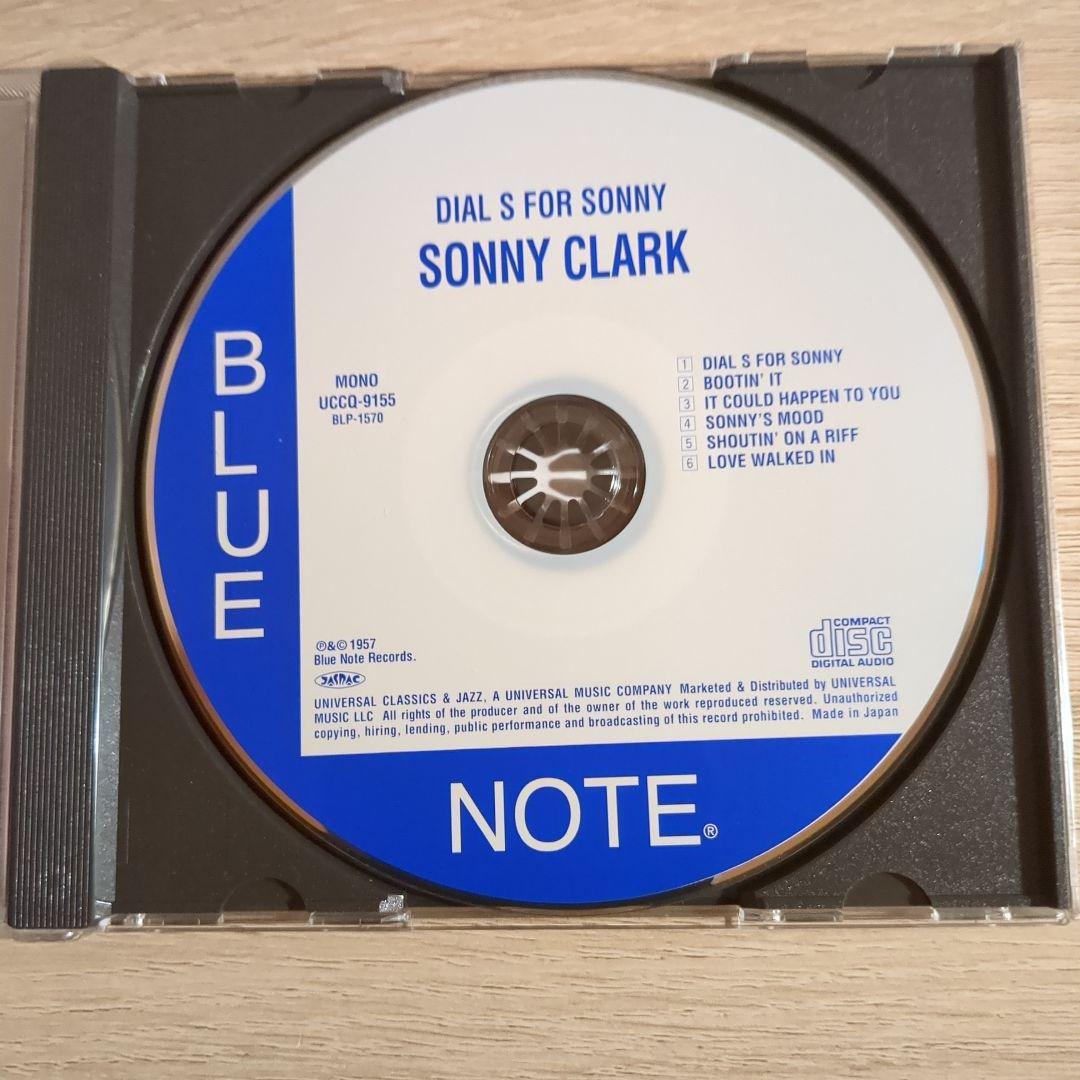 DIAL S FOR SONNY
SONNY CLARK
BLUE
MONO
UCCQ-9155
BLP-1570
1 DIAL S FOR SONNY
2 BOOTIN' IT
3 IT COULD HAPPEN TO YOU
4 SONNY'S MOOD
5 SHOUTIN' ON A RIFF
6 LOVE WALKED IN
℗&© 1957
Blue Note Records.
JASRAC
COMPACT
disc
DIGITAL AUDIO
UNIVERSAL CLASSICS & JAZZ, A UNIVERSAL MUSIC COMPANY Marketed & Distributed by UNIVERSAL
MUSIC LLC All rights of the producer and of the owner of the work reproduced reserved. Unauthorized
copying, hiring, lending, public performance and broadcasting of this record prohibited. Made in Japan
NOTE®